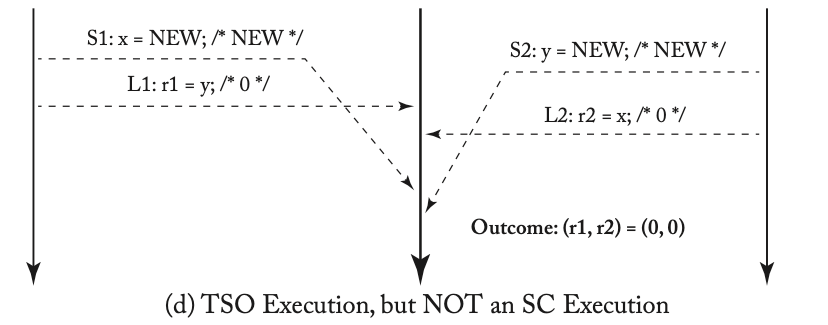 S1: x = NEW; /* NEW */
S2: y = NEW; /* NEW */
L1: r1 = y; /* 0 */
L2: r2 = x; /* 0 */
Outcome: (r1, r2) = (0, 0)
(d) TSO Execution, but NOT an SC Execution